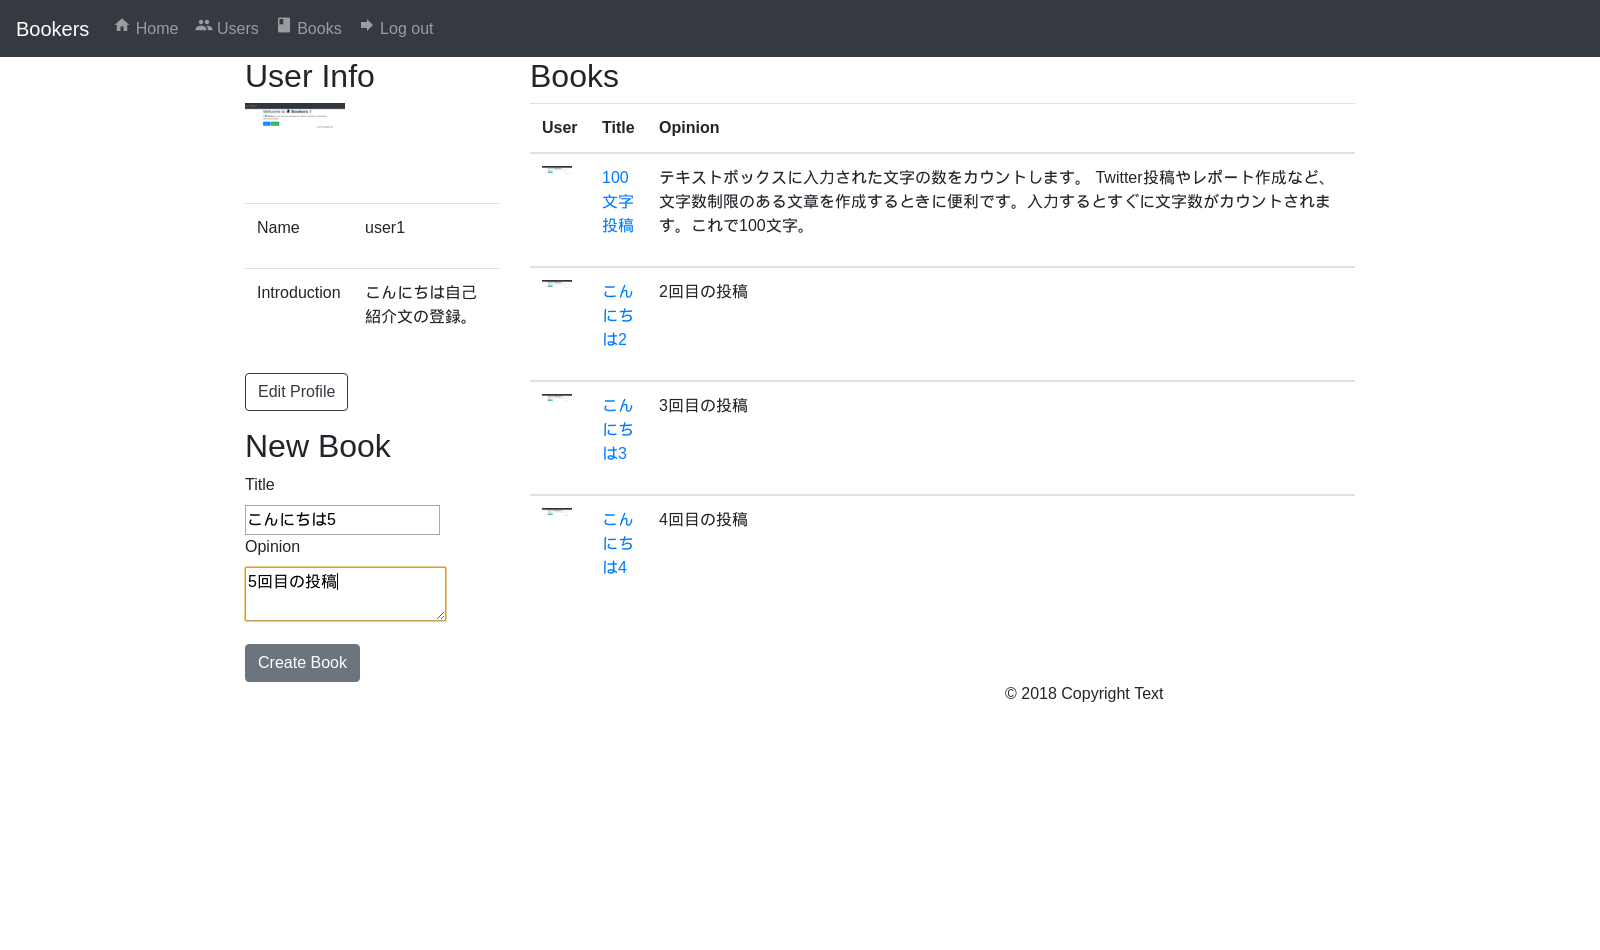 Bookers Home Users Books Log out
User Info
Name user1
Introduction こんにちは自己
紹介文の登録。
Edit Profile
New Book
Title
こんにちは5
Opinion
5回目の投稿
Create Book
Books
User Title Opinion
100
文字
投稿
テキストボックスに入力された文字の数をカウントします。 Twitter投稿やレポート作成など、
文字数制限のある文章を作成するときに便利です。入力するとすぐに文字数がカウントされま
す。これで100文字。
こん
にち
は2
2回目の投稿
こん
にち
は3
3回目の投稿
こん
にち
は4
4回目の投稿
© 2018 Copyright Text